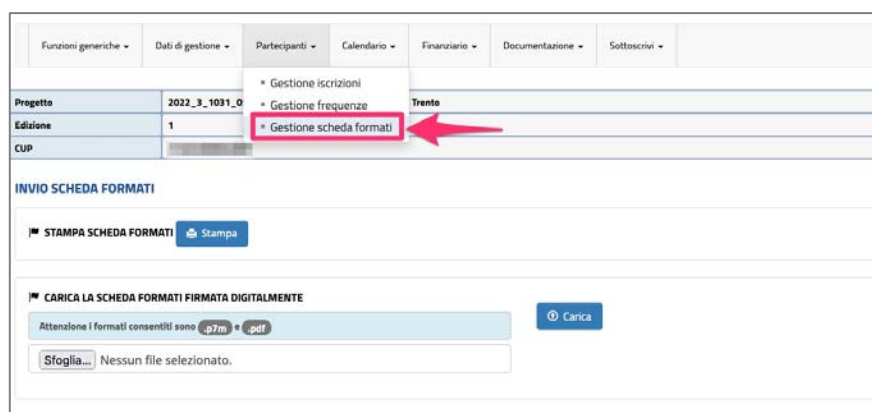 Funzioni generiche Dati di gestione Partecipanti Calendario Finanziario Documentazione Sottoscrivi
Gestione iscrizioni
Gestione frequenze
Gestione scheda formati
Progetto 2022_3_1031_0 Trento
Edizione 1
CUP
INVIO SCHEDA FORMATI
STAMPA SCHEDA FORMATI Stampa
CARICA LA SCHEDA FORMATI FIRMATA DIGITALMENTE
Attenzione i formati consentiti sono .p7m e .pdf
Carica
Sfoglia... Nessun file selezionato.